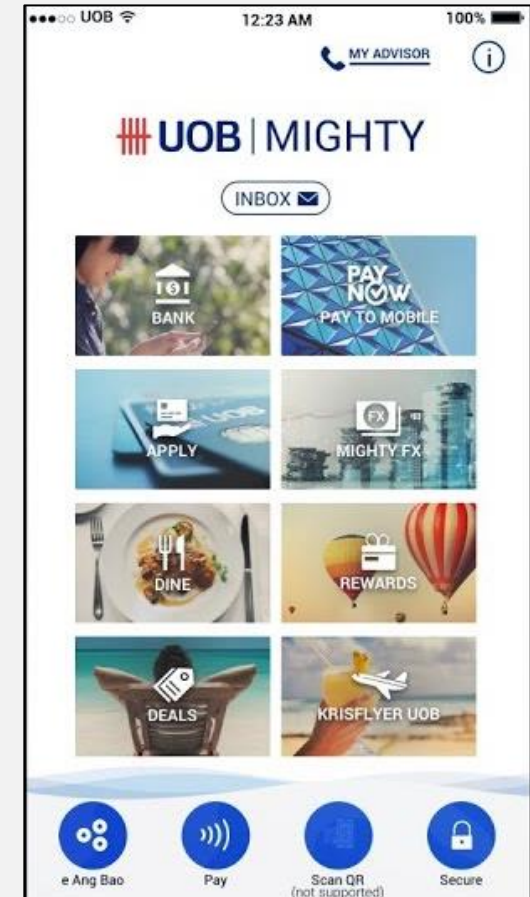 UOB
12:23 AM
100%
MY ADVISOR
i
UOB | MIGHTY
INBOX
BANK
PAY
NOW
PAY TO MOBILE
APPLY
UOB
FX
MIGHTY FX
DINE
REWARDS
DEALS
KRISFLYER UOB
e Ang Bao
Pay
Scan QR
(not supported)
Secure